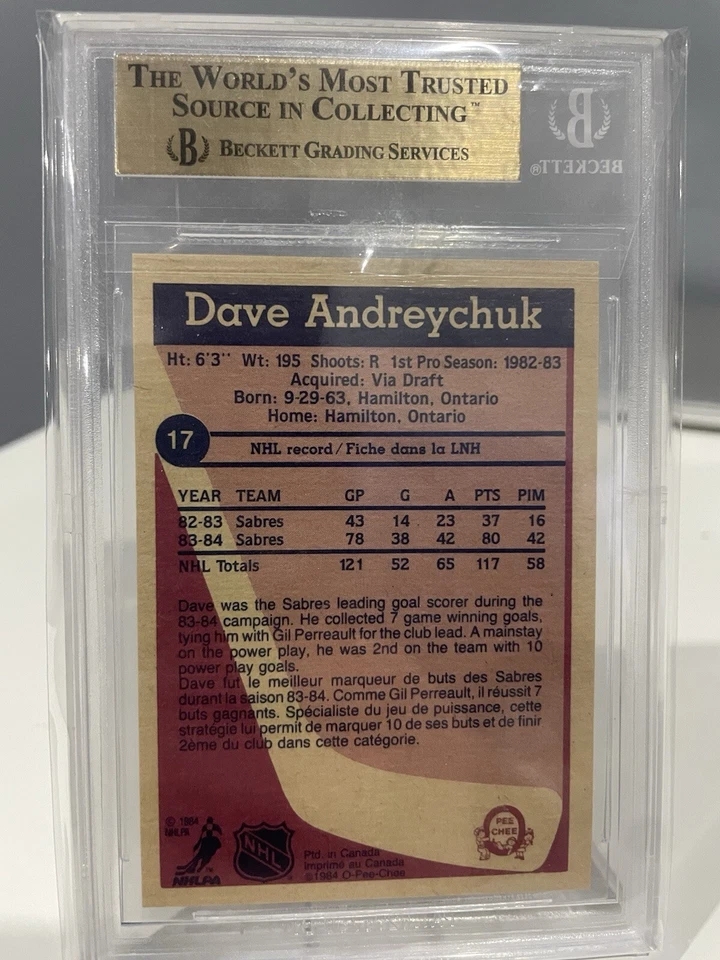 THE WORLD'S MOST TRUSTED
SOURCE IN COLLECTING™
B BECKETT GRADING SERVICES
B
BECKETT®
Dave Andreychuk
Ht: 6'3'' Wt: 195 Shoots: R 1st Pro Season: 1982-83
Acquired: Via Draft
Born: 9-29-63, Hamilton, Ontario
Home: Hamilton, Ontario
17
NHL record/Fiche dans la LNH
YEAR TEAM GP G A PTS PIM
82-83 Sabres 43 14 23 37 16
83-84 Sabres 78 38 42 80 42
NHL Totals 121 52 65 117 58
Dave was the Sabres leading goal scorer during the
83-84 campaign. He collected 7 game winning goals,
tying him with Gil Perreault for the club lead. A mainstay
on the power play, he was 2nd on the team with 10
power play goals.
Dave fut le meilleur marqueur de buts des Sabres
durant la saison 83-84. Comme Gil Perreault, il réussit 7
buts gagnants. Spécialiste du jeu de puissance, cette
stratégie lui permit de marquer 10 de ses buts et de finir
2ème du club dans cette catégorie.
© 1984
NHLPA
NHLPA
NHL
Ptd. in Canada
Imprimé au Canada
©1984 O-Pee-Chee
PEE
CHEE